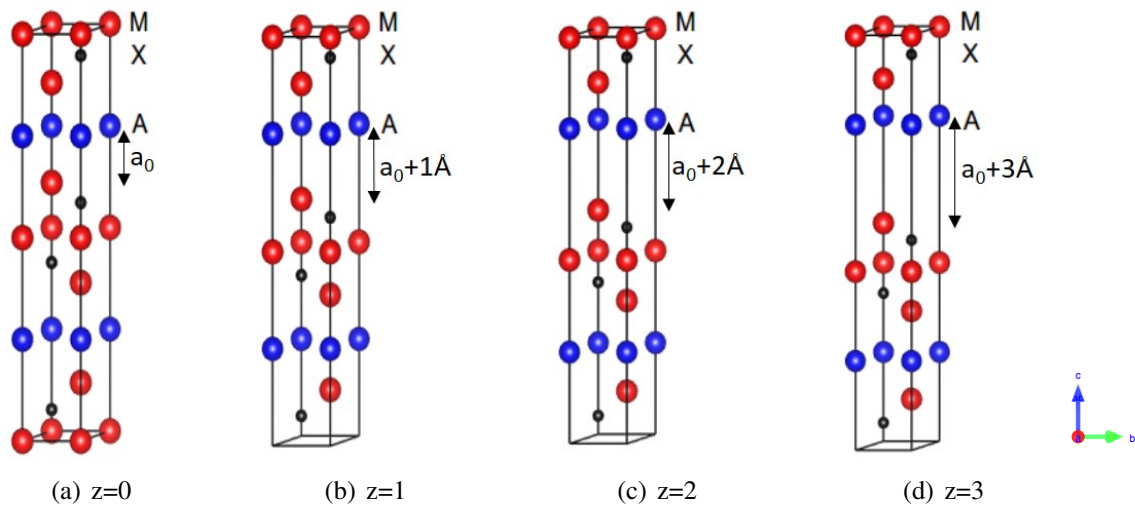 M
X
A
a₀
M
X
A
a₀+1Å
M
X
A
a₀+2Å
M
X
A
a₀+3Å
c
a
b
(a) z=0
(b) z=1
(c) z=2
(d) z=3